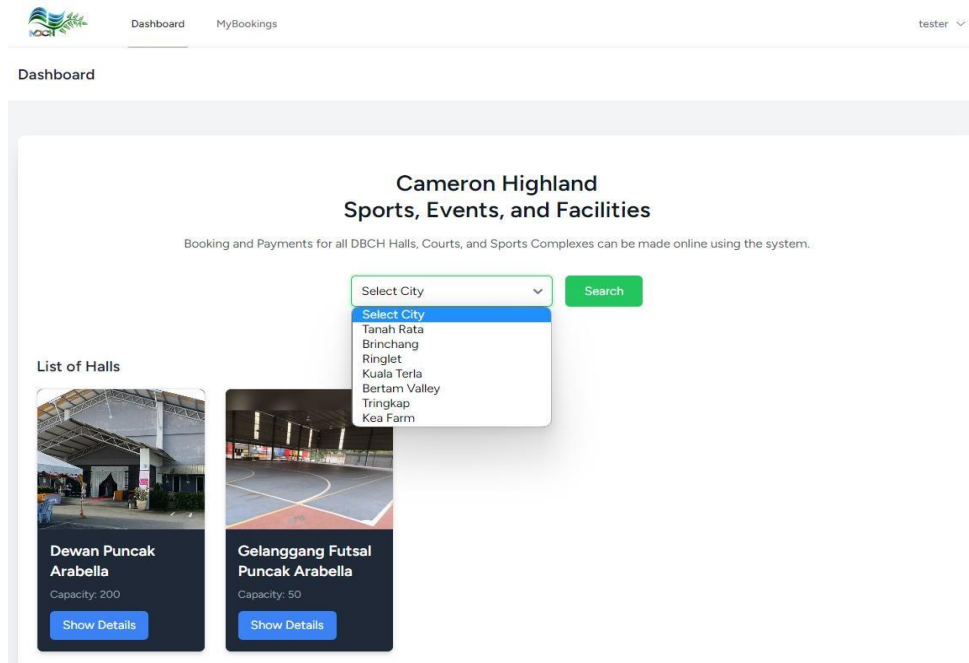 MDCH
Dashboard
MyBookings
tester
Dashboard
Cameron Highland
Sports, Events, and Facilities
Booking and Payments for all DBCH Halls, Courts, and Sports Complexes can be made online using the system.
Select City
Search
Select City
Tanah Rata
Brinchang
Ringlet
Kuala Terla
Bertam Valley
Tringkap
Kea Farm
List of Halls
Dewan Puncak
Arabella
Capacity: 200
Show Details
Gelanggang Futsal
Puncak Arabella
Capacity: 50
Show Details